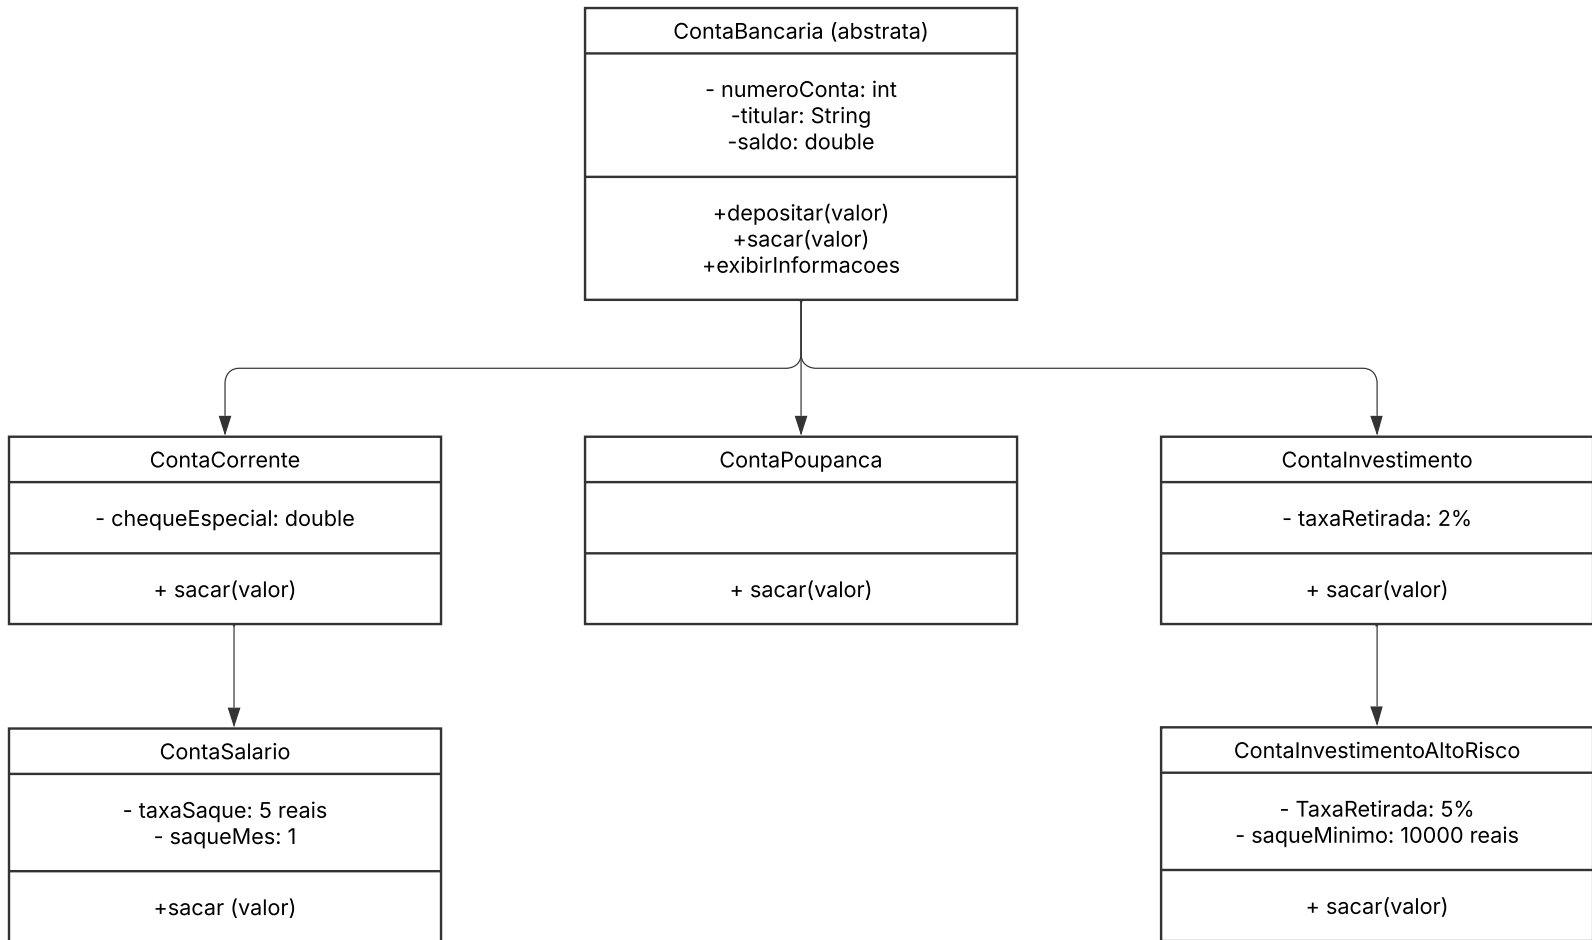 ContaBancaria (abstrata)
- numeroConta: int
-titular: String
-saldo: double
+depositar(valor)
+sacar(valor)
+exibirInformacoes
ContaCorrente
- chequeEspecial: double
+ sacar(valor)
ContaPoupanca
+ sacar(valor)
ContaInvestimento
- taxaRetirada: 2%
+ sacar(valor)
ContaSalario
- taxaSaque: 5 reais
- saqueMes: 1
+sacar (valor)
ContaInvestimentoAltoRisco
- TaxaRetirada: 5%
- saqueMinimo: 10000 reais
+ sacar(valor)